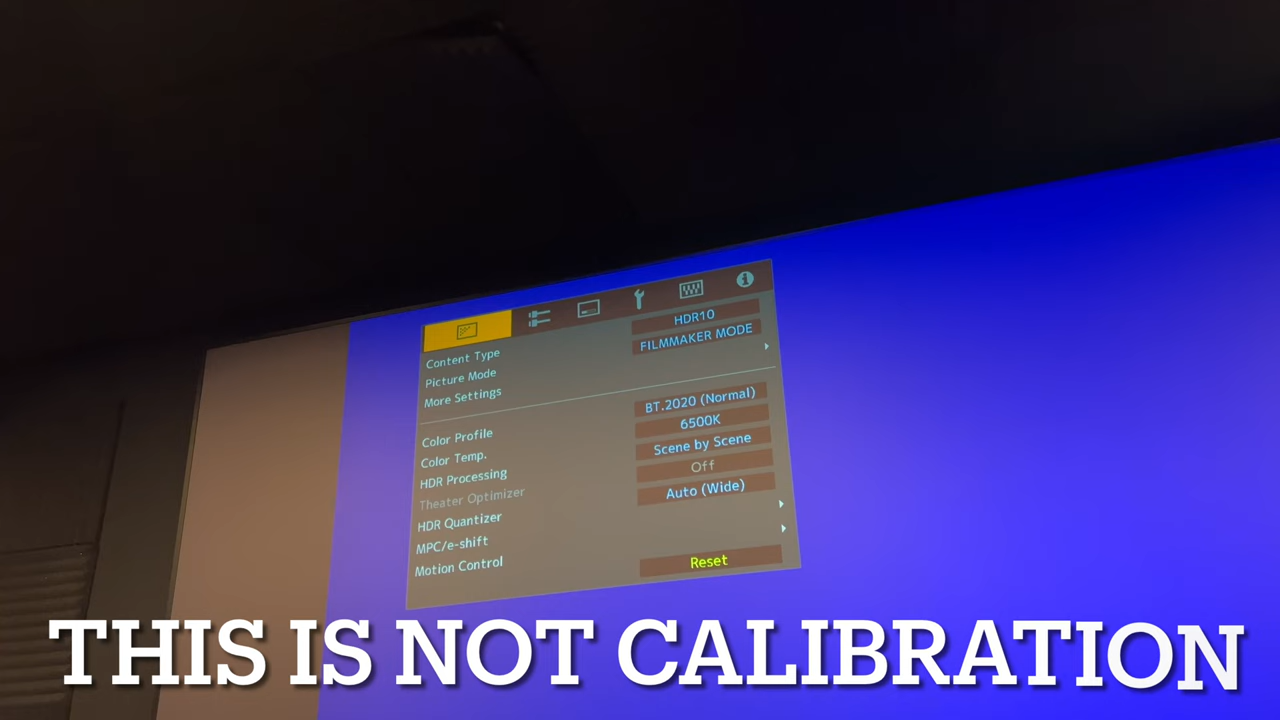 Content Type
HDR10
Picture Mode
FILMMAKER MODE
More Settings
Color Profile
BT.2020 (Normal)
Color Temp.
6500K
HDR Processing
Scene by Scene
Theater Optimizer
Off
HDR Quantizer
Auto (Wide)
MPC/e-shift
Motion Control
Reset
THIS IS NOT CALIBRATION